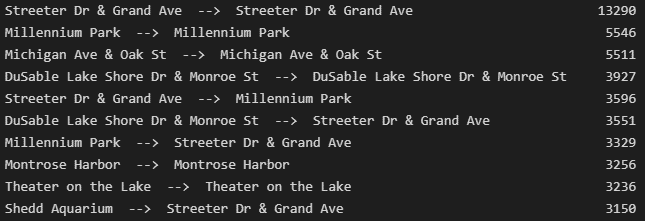 Streeter Dr & Grand Ave  -->  Streeter Dr & Grand Ave    13290
Millennium Park  -->  Millennium Park    5546
Michigan Ave & Oak St  -->  Michigan Ave & Oak St    5511
DuSable Lake Shore Dr & Monroe St  -->  DuSable Lake Shore Dr & Monroe St    3927
Streeter Dr & Grand Ave  -->  Millennium Park    3596
DuSable Lake Shore Dr & Monroe St  -->  Streeter Dr & Grand Ave    3551
Millennium Park  -->  Streeter Dr & Grand Ave    3329
Montrose Harbor  -->  Montrose Harbor    3256
Theater on the Lake  -->  Theater on the Lake    3236
Shedd Aquarium  -->  Streeter Dr & Grand Ave    3150